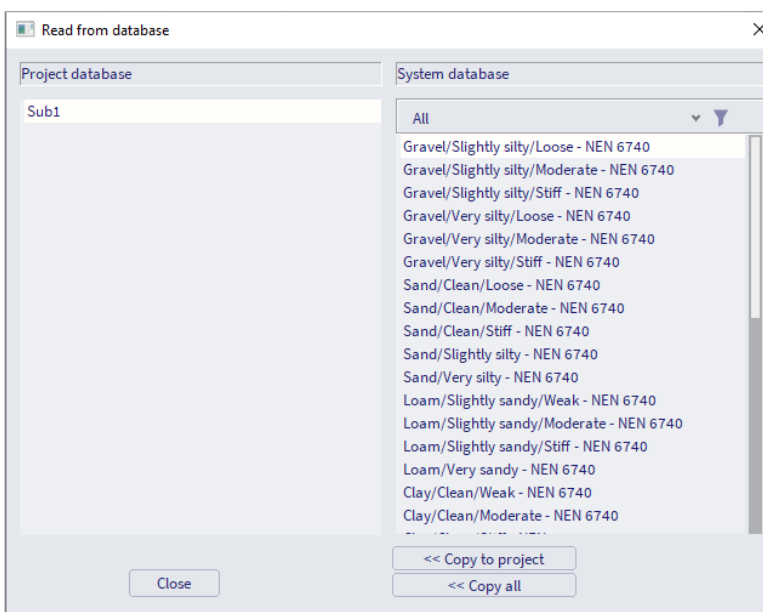 Read from database
Project database
System database
Sub1
All
Gravel/Slightly silty/Loose - NEN 6740
Gravel/Slightly silty/Moderate - NEN 6740
Gravel/Slightly silty/Stiff - NEN 6740
Gravel/Very silty/Loose - NEN 6740
Gravel/Very silty/Moderate - NEN 6740
Gravel/Very silty/Stiff - NEN 6740
Sand/Clean/Loose - NEN 6740
Sand/Clean/Moderate - NEN 6740
Sand/Clean/Stiff - NEN 6740
Sand/Slightly silty - NEN 6740
Sand/Very silty - NEN 6740
Loam/Slightly sandy/Weak - NEN 6740
Loam/Slightly sandy/Moderate - NEN 6740
Loam/Slightly sandy/Stiff - NEN 6740
Loam/Very sandy - NEN 6740
Clay/Clean/Weak - NEN 6740
Clay/Clean/Moderate - NEN 6740
<< Copy to project
Close
<< Copy all